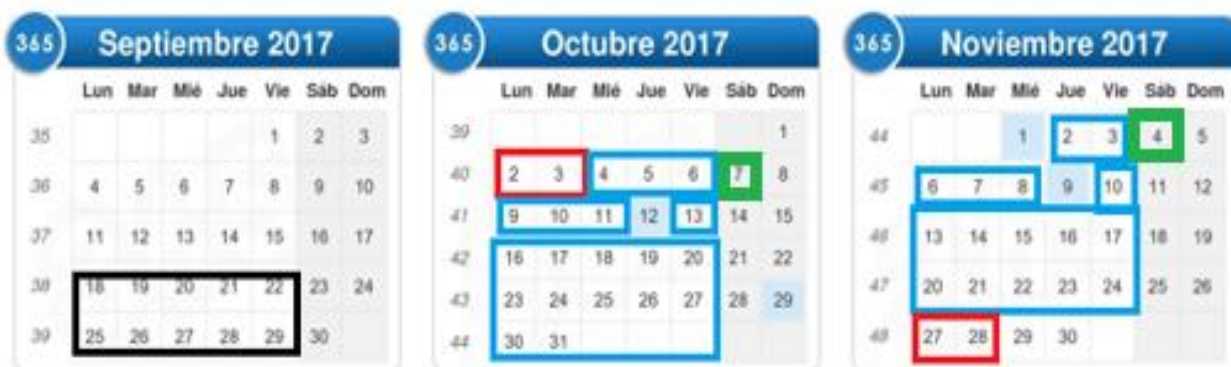 365 Septiembre 2017
Lun Mar Mié Jue Vie Sáb Dom
35 1 2 3
36 4 5 6 7 8 9 10
37 11 12 13 14 15 16 17
38 18 19 20 21 22 23 24
39 25 26 27 28 29 30
365 Octubre 2017
Lun Mar Mié Jue Vie Sáb Dom
39 1
40 2 3 4 5 6 7 8
41 9 10 11 12 13 14 15
42 16 17 18 19 20 21 22
43 23 24 25 26 27 28 29
44 30 31
365 Noviembre 2017
Lun Mar Mié Jue Vie Sáb Dom
44 1 2 3 4 5
45 6 7 8 9 10 11 12
46 13 14 15 16 17 18 19
47 20 21 22 23 24 25 26
48 27 28 29 30